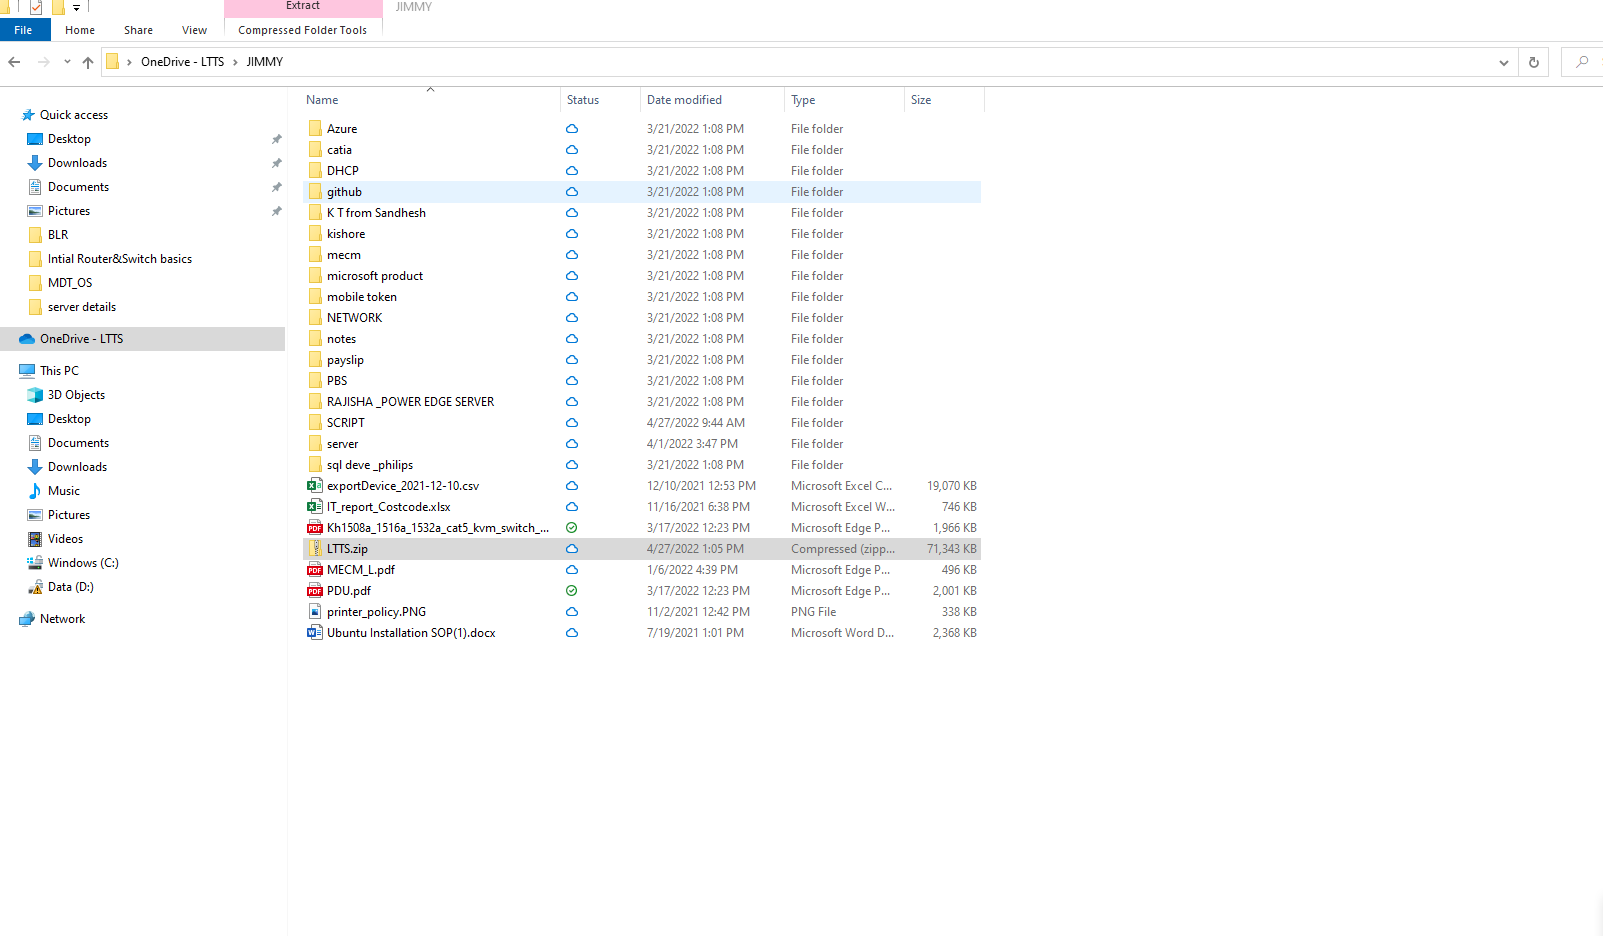 Extract JIMMY
File Home Share View Compressed Folder Tools
OneDrive - LTTS JIMMY
Name Status Date modified Type Size
Quick access
Desktop
Downloads
Documents
Pictures
BLR
Intial Router&Switch basics
MDT_OS
server details
OneDrive - LTTS
This PC
3D Objects
Desktop
Documents
Downloads
Music
Pictures
Videos
Windows (C:)
Data (D:)
Network
Azure 3/21/2022 1:08 PM File folder
catia 3/21/2022 1:08 PM File folder
DHCP 3/21/2022 1:08 PM File folder
github 3/21/2022 1:08 PM File folder
K T from Sandhesh 3/21/2022 1:08 PM File folder
kishore 3/21/2022 1:08 PM File folder
mecm 3/21/2022 1:08 PM File folder
microsoft product 3/21/2022 1:08 PM File folder
mobile token 3/21/2022 1:08 PM File folder
NETWORK 3/21/2022 1:08 PM File folder
notes 3/21/2022 1:08 PM File folder
payslip 3/21/2022 1:08 PM File folder
PBS 3/21/2022 1:08 PM File folder
RAJISHA _POWER EDGE SERVER 3/21/2022 1:08 PM File folder
SCRIPT 4/27/2022 9:44 AM File folder
server 4/1/2022 3:47 PM File folder
sql deve _philips 3/21/2022 1:08 PM File folder
exportDevice_2021-12-10.csv 12/10/2021 12:53 PM Microsoft Excel C... 19,070 KB
IT_report_Costcode.xlsx 11/16/2021 6:38 PM Microsoft Excel W... 746 KB
Kh1508a_1516a_1532a_cat5_kvm_switch_... 3/17/2022 12:23 PM Microsoft Edge P... 1,966 KB
LTTS.zip 4/27/2022 1:05 PM Compressed (zipp... 71,343 KB
MECM_L.pdf 1/6/2022 4:39 PM Microsoft Edge P... 496 KB
PDU.pdf 3/17/2022 12:23 PM Microsoft Edge P... 2,001 KB
printer_policy.PNG 11/2/2021 12:42 PM PNG File 338 KB
Ubuntu Installation SOP(1).docx 7/19/2021 1:01 PM Microsoft Word D... 2,368 KB